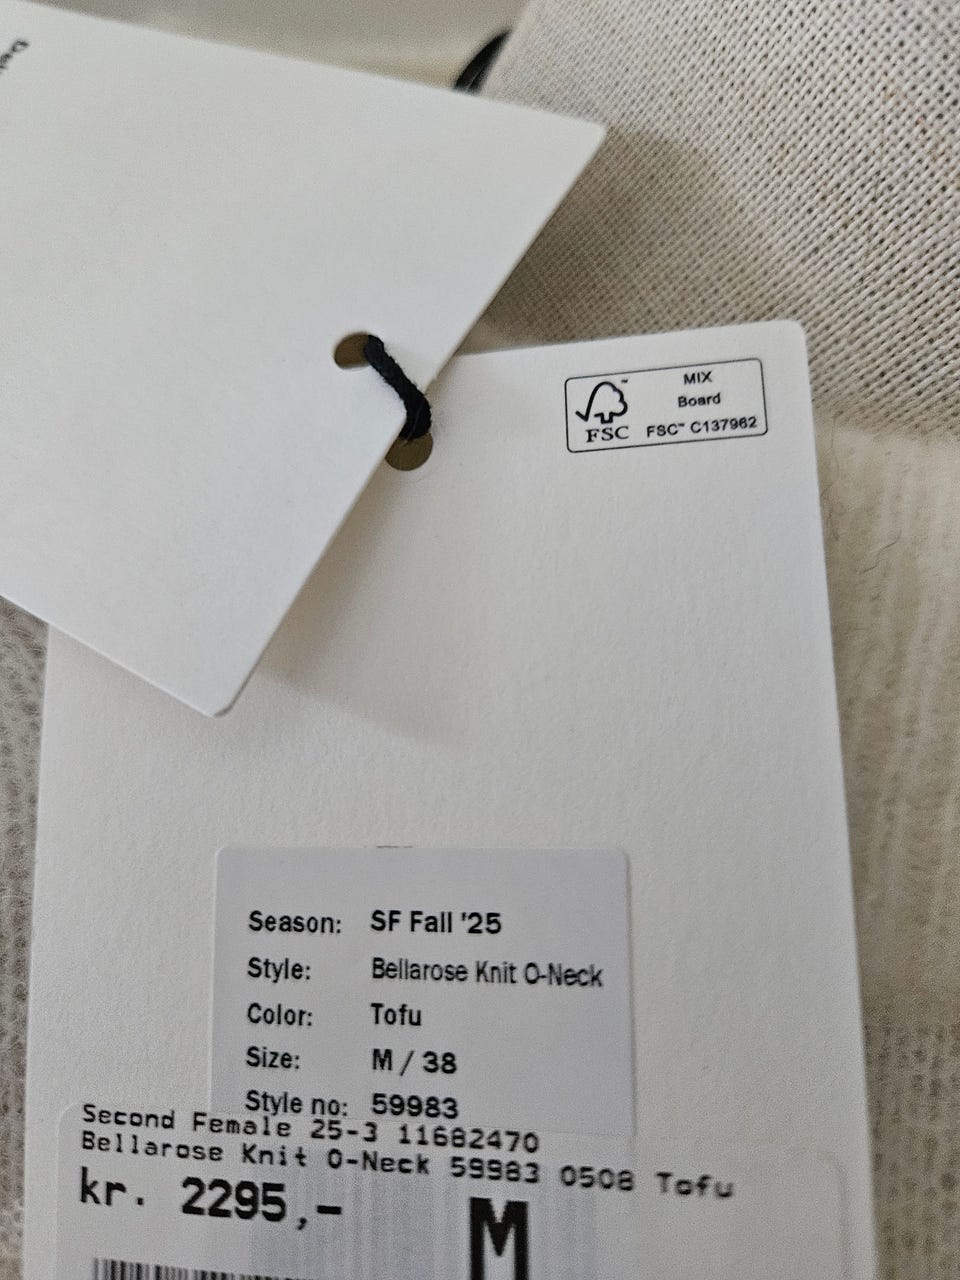 MIX
Board
FSC™ C137962
FSC™
Season: SF Fall '25
Style: Bellarose Knit O-Neck
Color: Tofu
Size: M / 38
Style no: 59983
Second Female 25-3 11682470
Bellarose Knit O-Neck 59983 0508 Tofu
kr. 2295,-
M